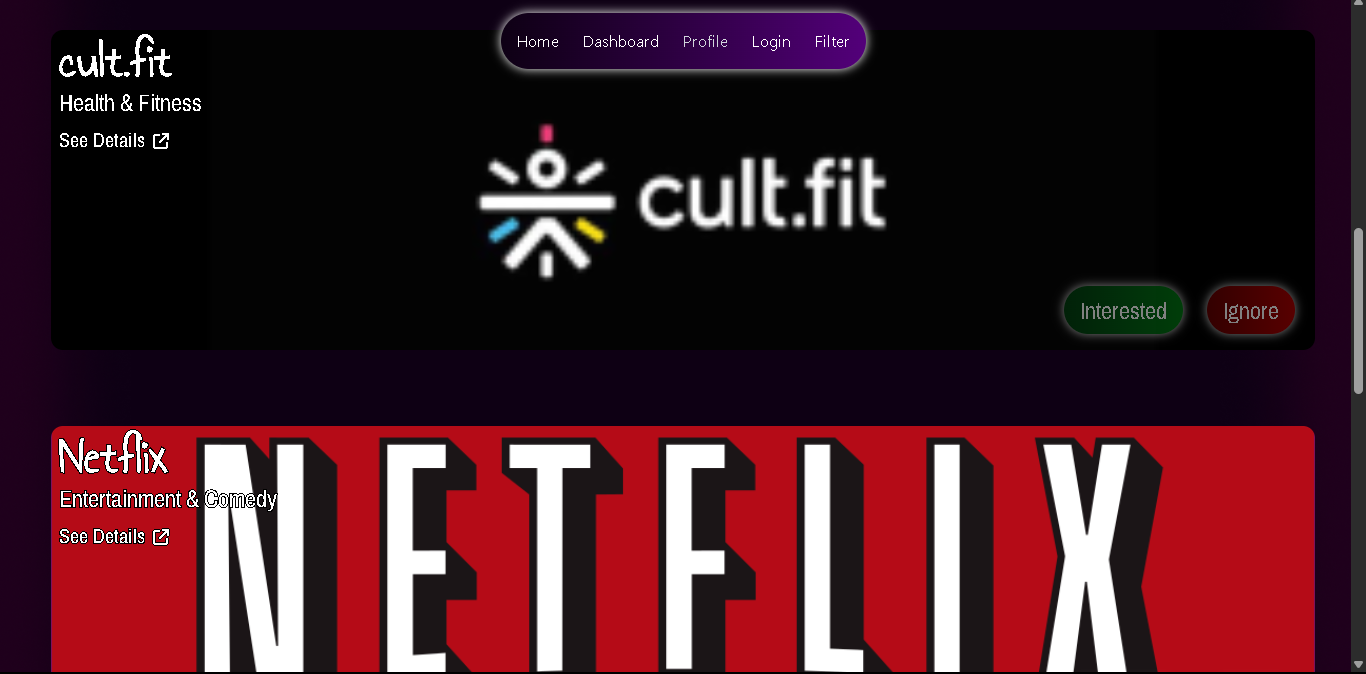 Home Dashboard Profile Login Filter
cult.fit
Health & Fitness
See Details
cult.fit
Interested Ignore
Netflix
Entertainment & Comedy
See Details
NETFLIX